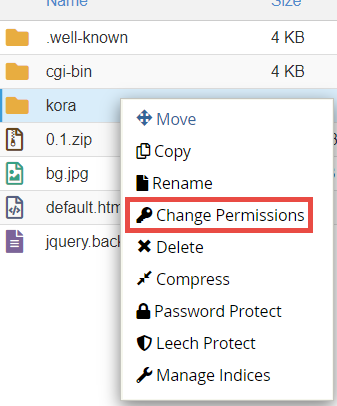 Name Size
.well-known 4 KB
cgi-bin 4 KB
kora
0.1.zip
bg.jpg
default.htm
jquery.back
Move
Copy
Rename
Change Permissions
Delete
Compress
Password Protect
Leech Protect
Manage Indices